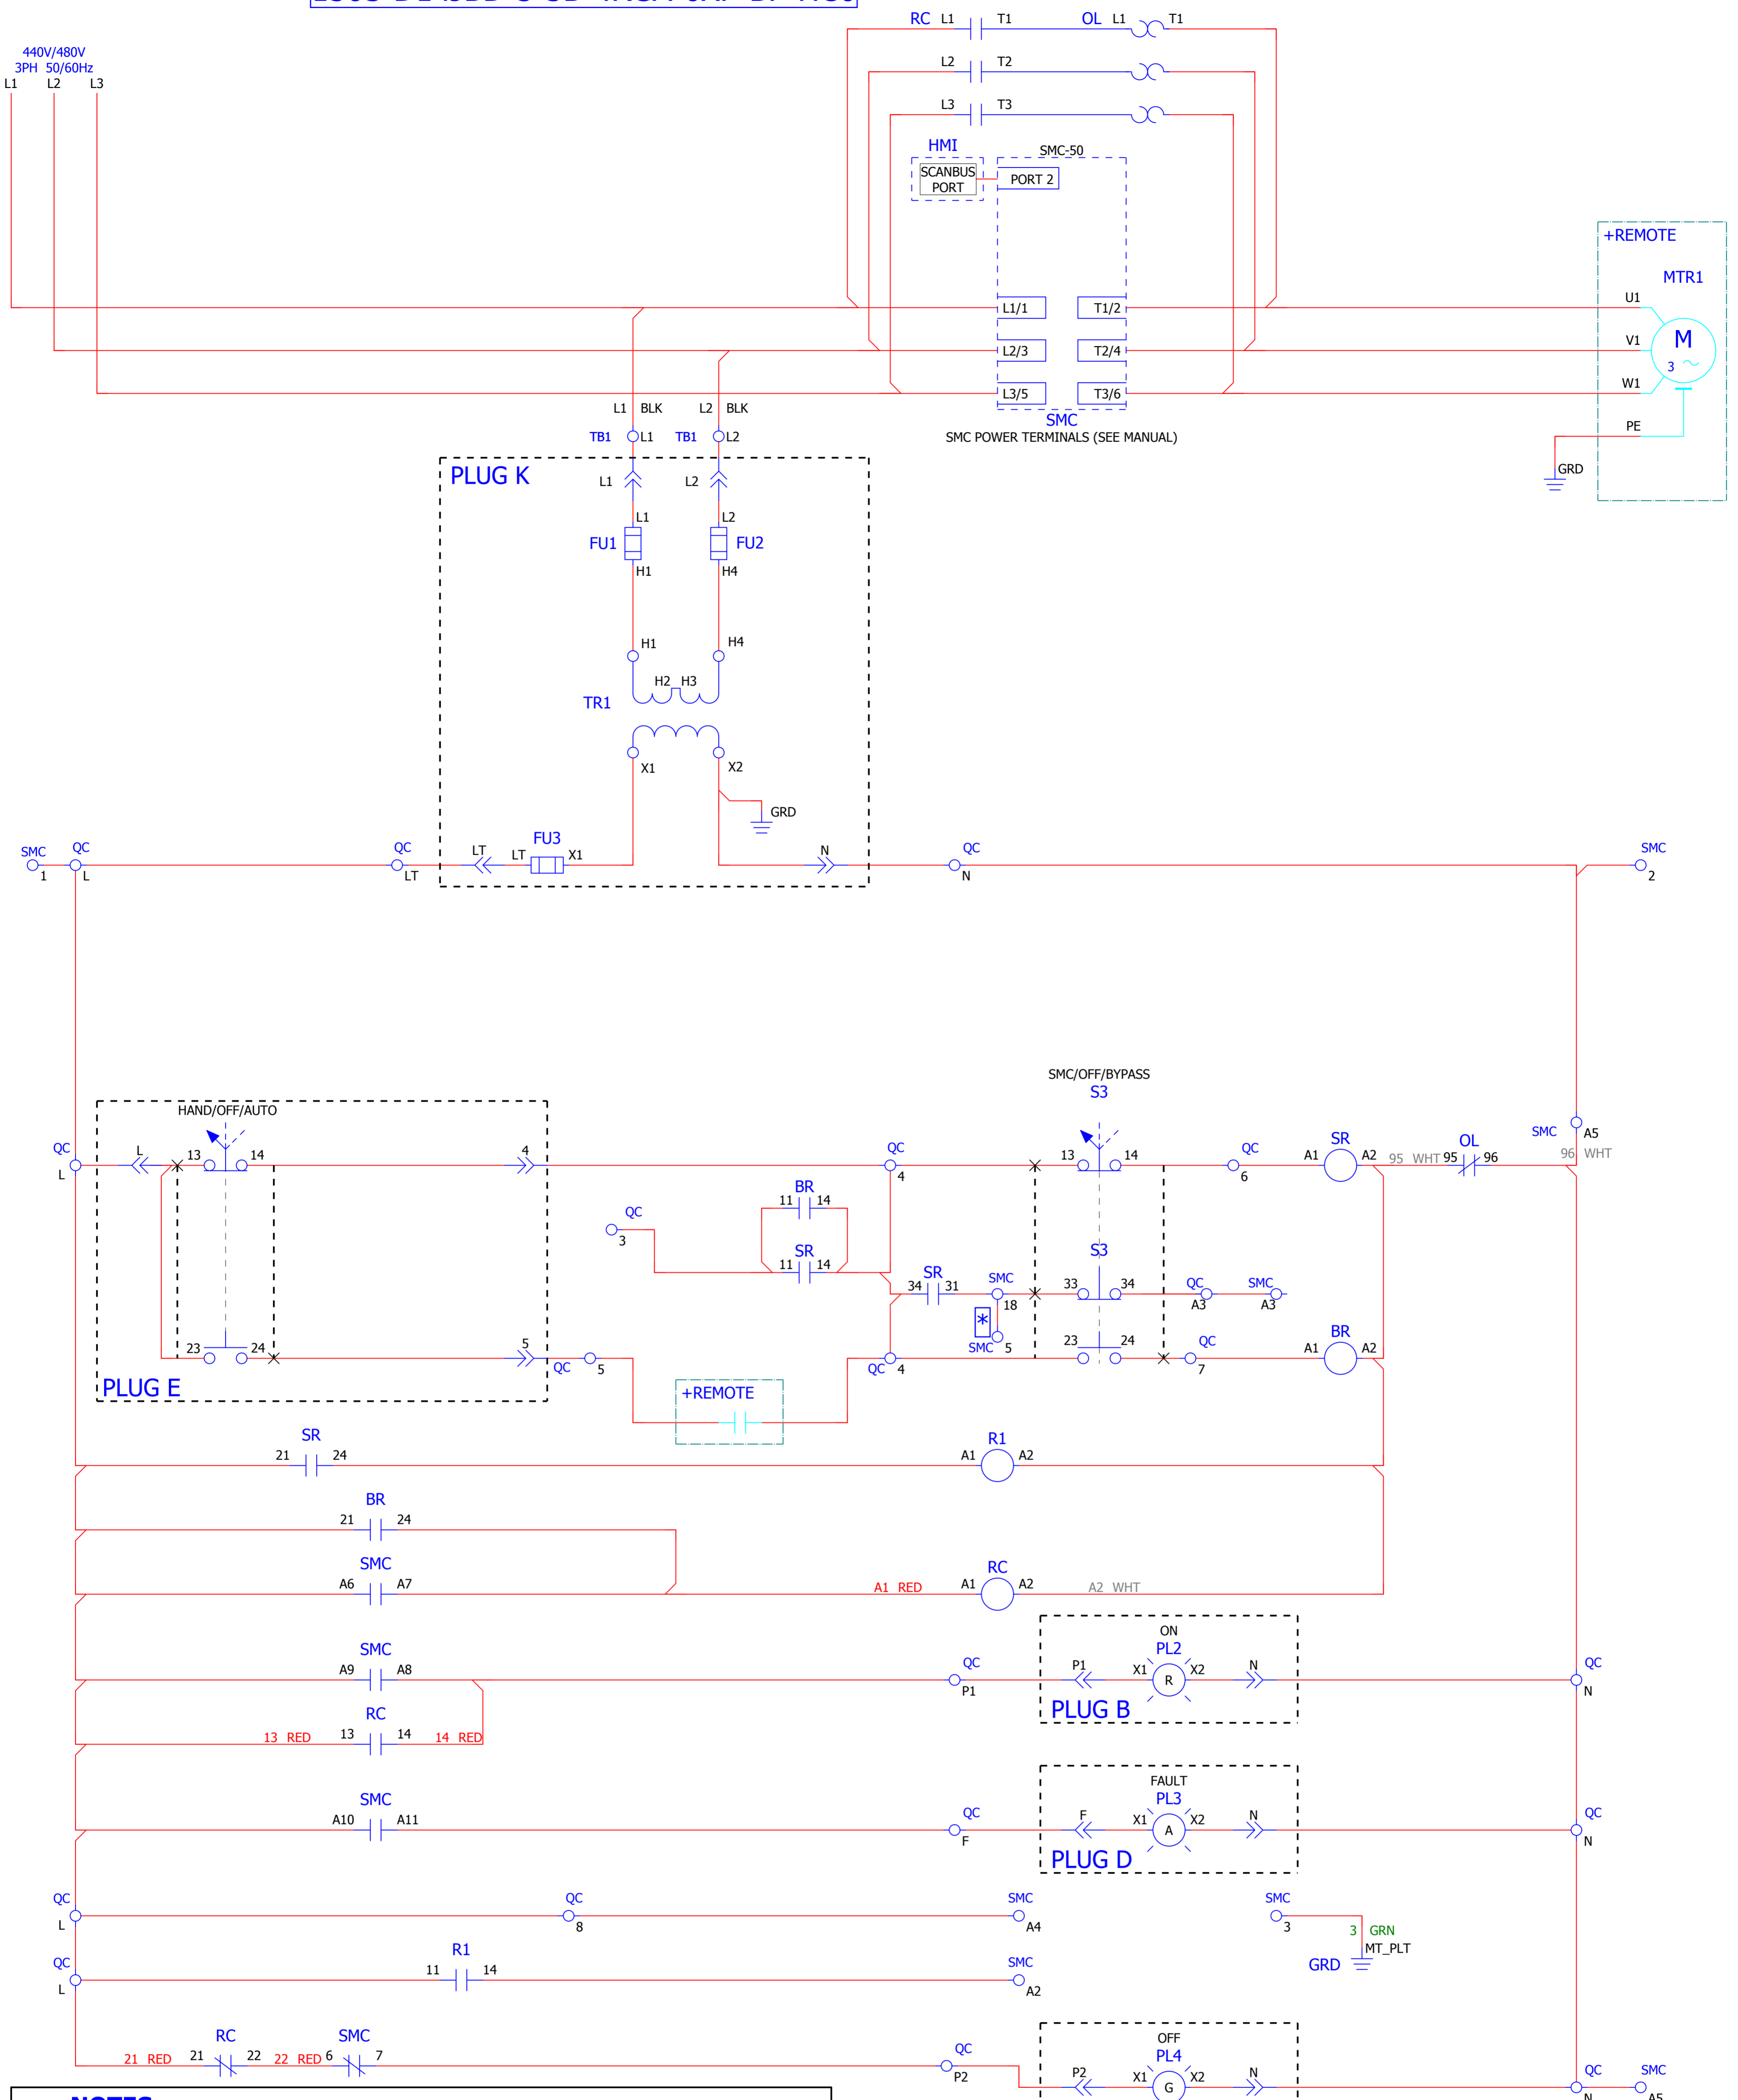 RC L1 T1 OL L1 T1
440V/480V
3PH 50/60Hz
L1 L2 L3
L2 T2
L3 T3
HMI
SMC-50
SCANBUS
PORT
PORT 2
+REMOTE
MTR1
L1/1 T1/2 U1
L2/3 T2/4 V1
M
3
L3/5 T3/6 W1
L1 BLK L2 BLK
SMC
SMC POWER TERMINALS (SEE MANUAL)
PE
GRD
TB1 L1 TB1 L2
PLUG K
L1 L2
L1 L2
FU1 FU2
H1 H4
H1 H4
H2 H3
TR1
X1 X2
GRD
FU3
SMC QC QC LT LT X1 N QC SMC
1 L LT N 2
SMC/OFF/BYPASS
S3
HAND/OFF/AUTO
QC L 13 14 4 QC 13 14 QC SR SMC A5
L 4 6 A1 A2 95 WHT 95 OL 96 96 WHT
BR
11 14
QC
3
SR
11 14
S3
SR
34 31 SMC 33 34 QC SMC
18 A3 A3
*
SMC 5
23 24 5 QC 5 QC 4 23 24 QC 7 BR A1 A2
PLUG E
+REMOTE
SR
21 24
R1
A1 A2
BR
21 24
SMC
A6 A7
A1 RED
RC
A1 A2
A2 WHT
ON
SMC
A9 A8
QC
P1
P1 X1 PL2 X2 N
R
QC
N
PLUG B
RC
13 RED 13 14 14 RED
FAULT
SMC
A10 A11
QC
F
F X1 PL3 X2 N
A
QC
N
PLUG D
QC QC SMC SMC
L 8 A4 3
3 GRN
MT_PLT
GRD
QC R1 SMC
L 11 14 A2
OFF
RC SMC
21 RED 21 22 22 RED 6 7
QC
P2
P2 X1 PL4 X2 N
G
QC SMC